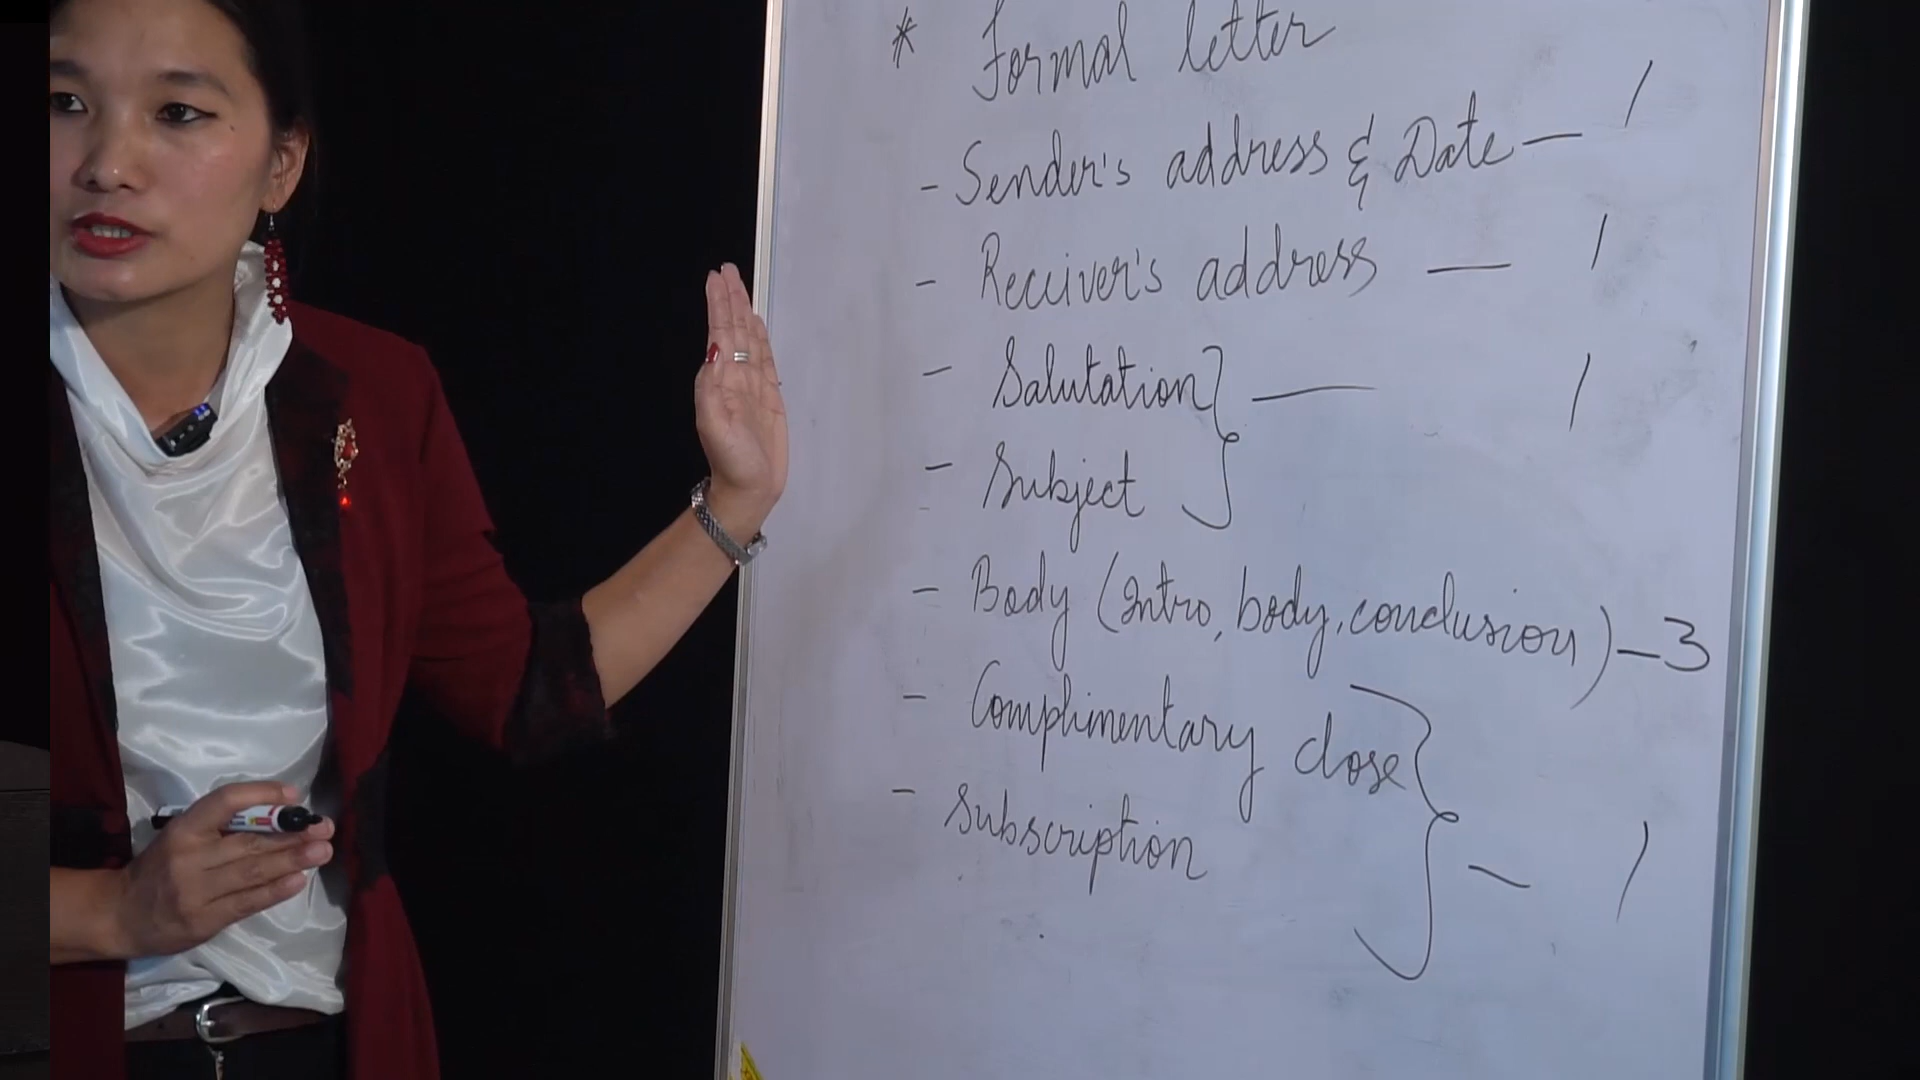 * Formal letter
- Sender's address & Date — 1
- Reciver's address — 1
- Salutation } — 1
- Subject
- Body (Intro, body, conclusion) - 3
- Complimentary close } - 1
- Subscription